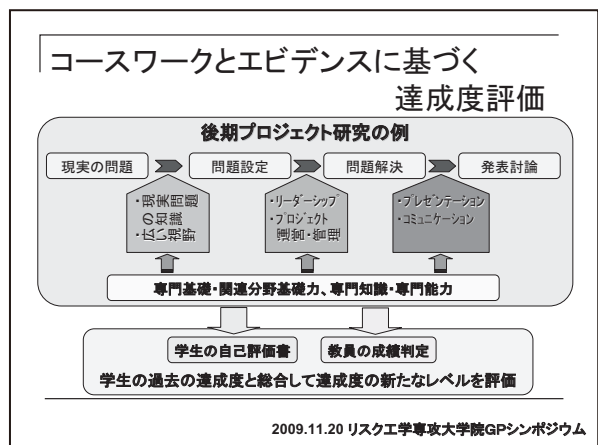 コースワークとエビデンスに基づく
達成度評価
後期プロジェクト研究の例
現実の問題
問題設定
問題解決
発表討論
・現実問題
の知識
・広い視野
・リーダーシップ
・プロジェクト
運営・管理
・プレゼンテーション
・コミュニケーション
専門基礎・関連分野基礎力、専門知識・専門能力
学生の自己評価書
教員の成績判定
学生の過去の達成度と総合して達成度の新たなレベルを評価
2009.11.20 リスク工学専攻大学院GPシンポジウム